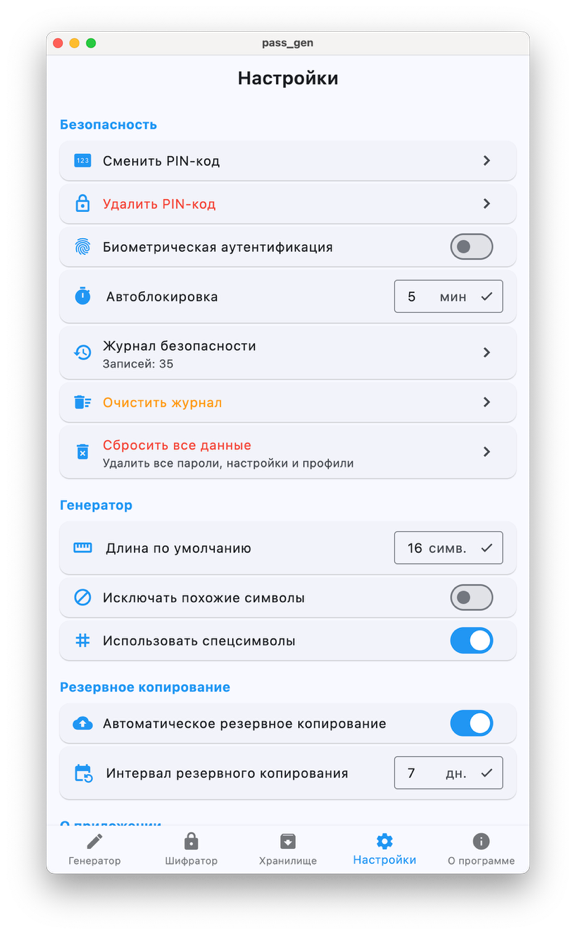 pass_gen
Настройки
Безопасность
123
Сменить PIN-код
Удалить PIN-код
Биометрическая аутентификация
Автоблокировка
5 мин
Журнал безопасности
Записей: 35
Очистить журнал
Сбросить все данные
Удалить все пароли, настройки и профили
Генератор
Длина по умолчанию
16 симв.
Исключать похожие символы
Использовать спецсимволы
Резервное копирование
Автоматическое резервное копирование
Интервал резервного копирования
7 дн.
О приложении
Генератор
Шифратор
Хранилище
Настройки
О программе